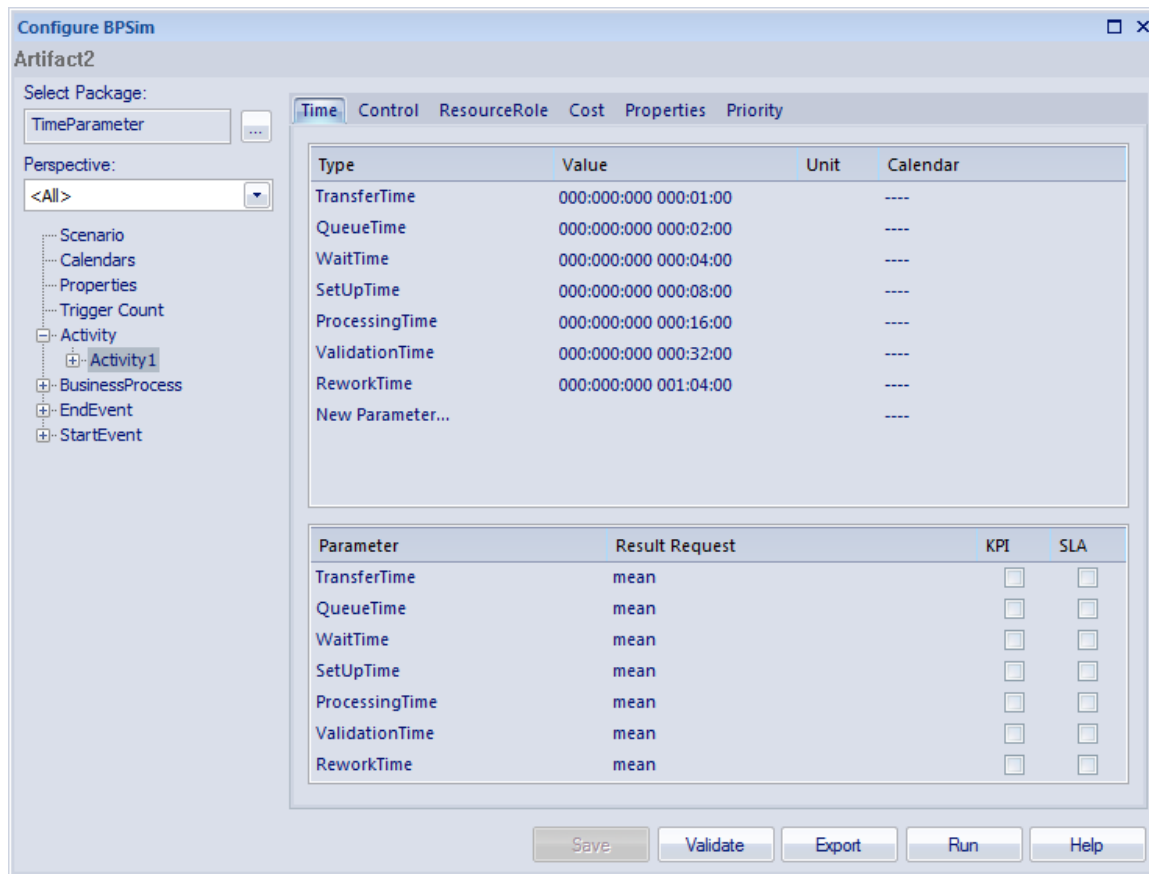 Configure BPSim
Artifact2
Select Package:
TimeParameter
...
Perspective:
<All>
Scenario
Calendars
Properties
Trigger Count
Activity
Activity1
BusinessProcess
EndEvent
StartEvent
Time Control ResourceRole Cost Properties Priority
Type Value Unit Calendar
TransferTime 000:000:000 000:01:00 ----
QueueTime 000:000:000 000:02:00 ----
WaitTime 000:000:000 000:04:00 ----
SetUpTime 000:000:000 000:08:00 ----
ProcessingTime 000:000:000 000:16:00 ----
ValidationTime 000:000:000 000:32:00 ----
ReworkTime 000:000:000 001:04:00 ----
New Parameter... ----
Parameter Result Request KPI SLA
TransferTime mean
QueueTime mean
WaitTime mean
SetUpTime mean
ProcessingTime mean
ValidationTime mean
ReworkTime mean
Save Validate Export Run Help